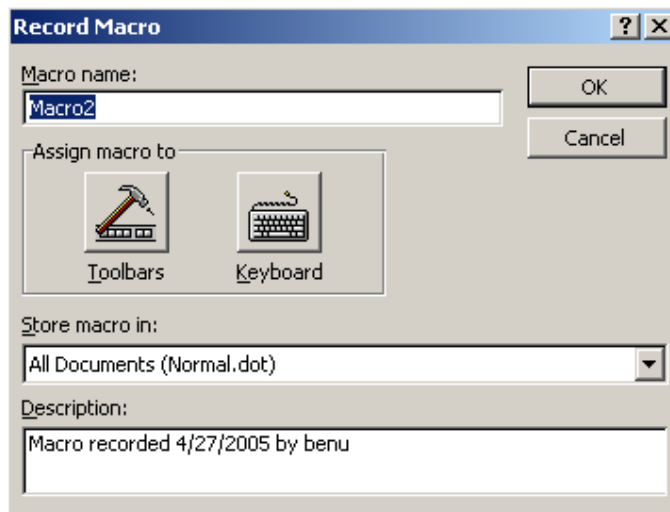 Record Macro
Macro name:
Macro2
OK
Cancel
Assign macro to
Toolbars
Keyboard
Store macro in:
All Documents (Normal.dot)
Description:
Macro recorded 4/27/2005 by benu